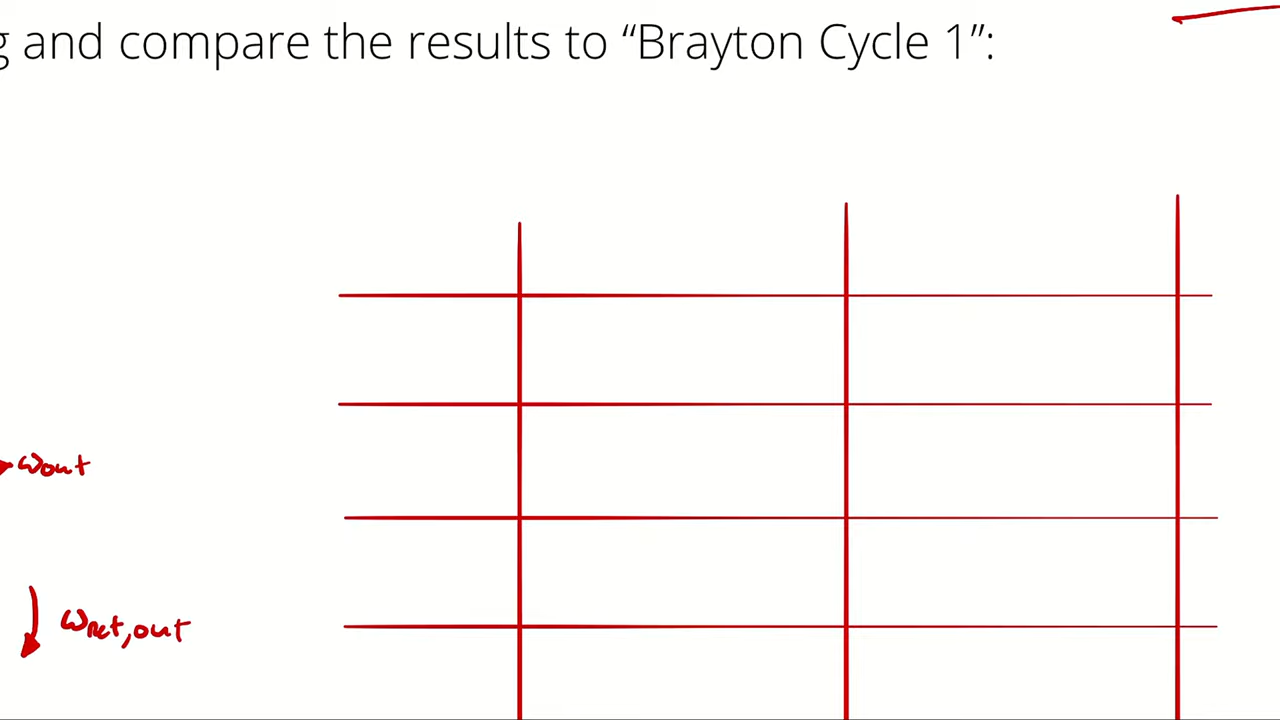 and compare the results to “Brayton Cycle 1”:
wout
wnet,out